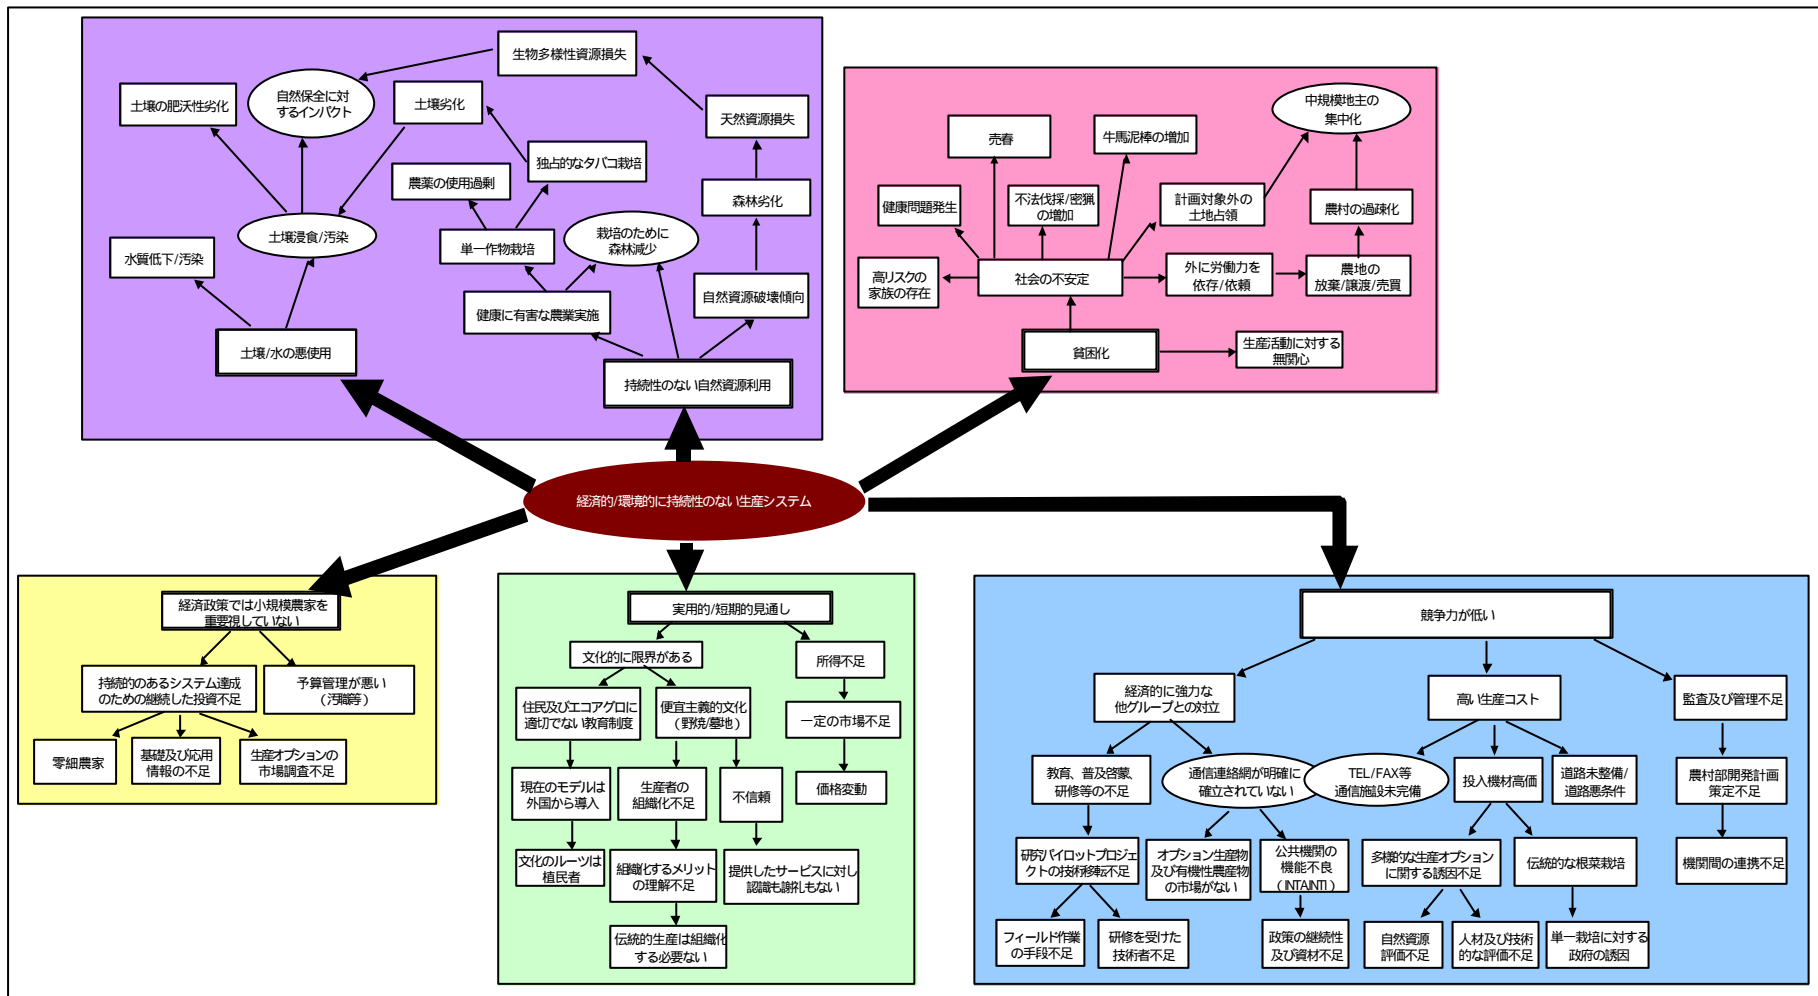 生物多様性資源損失
土壌の肥沃性劣化
自然保全に対
するインパクト
土壌劣化
天然資源損失
独占的なタバコ栽培
農薬の使用過剰
森林劣化
土壌浸食/汚染
単一作物栽培
栽培のために
森林減少
水質低下/汚染
健康に有害な農業実施
自然資源破壊傾向
土壌/水の悪使用
持続性のない自然資源利用
中規模地主の
集中化
売春
牛馬泥棒の増加
健康問題発生
不法伐採/密猟
の増加
計画対象外の
土地占領
農村の過疎化
高リスクの
家族の存在
社会の不安定
外に労働力を
依存/依頼
農地の
放棄/譲渡/売買
貧困化
生産活動に対する
無関心
経済的/環境的に持続性のない生産システム
経済政策では小規模農家を
重要視していない
持続的のあるシステム達成
のための継続した投資不足
予算管理が悪い
(汚職等)
零細農家
基礎及び応用
情報の不足
生産オプションの
市場調査不足
実用的/短期的見通し
文化的に限界がある
所得不足
住民及びエコアグロに
適切でない教育制度
便宜主義的文化
(野焼/墓地)
一定の市場不足
現在のモデルは
外国から導入
生産者の
組織化不足
不信頼
価格変動
文化のルーツは
植民者
組織化するメリット
の理解不足
提供したサービスに対し
認識も謝礼もない
伝統的生産は組織化
する必要ない
競争力が低い
経済的に強力な
他グループとの対立
高い生産コスト
監査及び管理不足
教育、普及啓蒙、
研修等の不足
通信連絡網が明確に
確立されていない
TEL/FAX等
通信施設未完備
投入機材高価
道路未整備/
道路悪条件
農村部開発計画
策定不足
研究パイロットプロジェ
クトの技術移転不足
オプション生産物
及び有機性農産物
の市場がない
公共機関の
機能不良
(INTA,INTI)
多様的な生産オプション
に関する誘因不足
伝統的な根菜栽培
機関間の連携不足
フィールド作業
の手段不足
研修を受けた
技術者不足
政策の継続性
及び資材不足
自然資源
評価不足
人材及び技術
的な評価不足
単一栽培に対する
政府の誘因